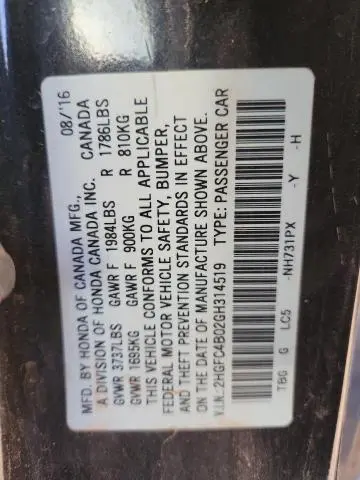 MFD. BY HONDA OF CANADA MFG., 08/'16
A DIVISION OF HONDA CANADA INC. CANADA
GVWR 3737LBS GAWR F 1984LBS R 1786LBS
GVWR 1695KG GAWR F 900KG R 810KG
THIS VEHICLE CONFORMS TO ALL APPLICABLE
FEDERAL MOTOR VEHICLE SAFETY, BUMPER,
AND THEFT PREVENTION STANDARDS IN EFFECT
ON THE DATE OF MANUFACTURE SHOWN ABOVE.
V.I.N. 2HGFC4B02GH314519 TYPE: PASSENGER CAR
TBG G LC5 -NH731PX -Y -H